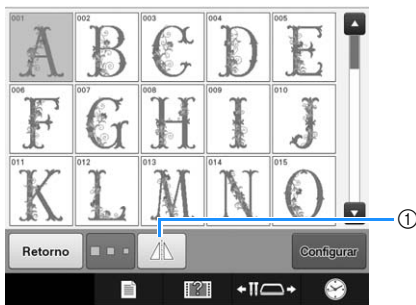 001 002 003 004 005
A B C D E
006 007 008 009 010
F G H I J
011 012 013 014 015
K L M N O
①
Retorno Configurar
?